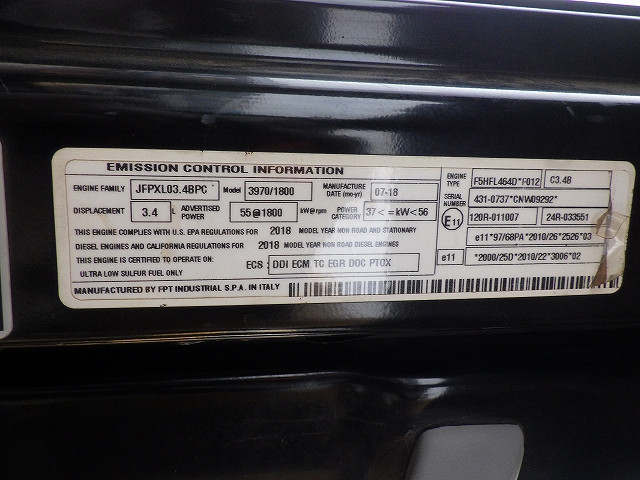 EMISSION CONTROL INFORMATION
ENGINE FAMILY JFPXL03.4BPC Model 3970/1800 MANUFACTURE DATE (mo-yr) 07-18
DISPLACEMENT 3.4 L ADVERTISED POWER 55@1800 kW@rpm POWER CATEGORY 37<=kW<56
THIS ENGINE COMPLIES WITH U.S. EPA REGULATIONS FOR 2018 MODEL YEAR NON ROAD AND STATIONARY
DIESEL ENGINES AND CALIFORNIA REGULATIONS FOR 2018 MODEL YEAR NON ROAD DIESEL ENGINES
THIS ENGINE IS CERTIFIED TO OPERATE ON:
ULTRA LOW SULFUR FUEL ONLY
ECS: DDI ECM TC EGR DOC PTOX
MANUFACTURED BY FPT INDUSTRIAL S.P.A. IN ITALY
ENGINE TYPE F5HFL464D*F012 C3.4B
SERIAL NUMBER 431-0737*CNW09292*
E11 120R-011007 24R-033551
e11*97/68PA*2010/26*2526*03
e11 *2000/25D*2010/22*3006*02